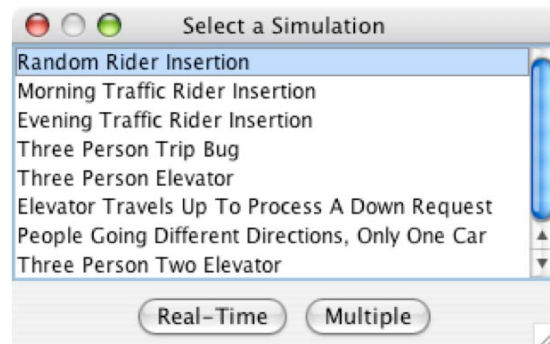 Select a Simulation
Random Rider Insertion
Morning Traffic Rider Insertion
Evening Traffic Rider Insertion
Three Person Trip Bug
Three Person Elevator
Elevator Travels Up To Process A Down Request
People Going Different Directions, Only One Car
Three Person Two Elevator
Real-Time Multiple